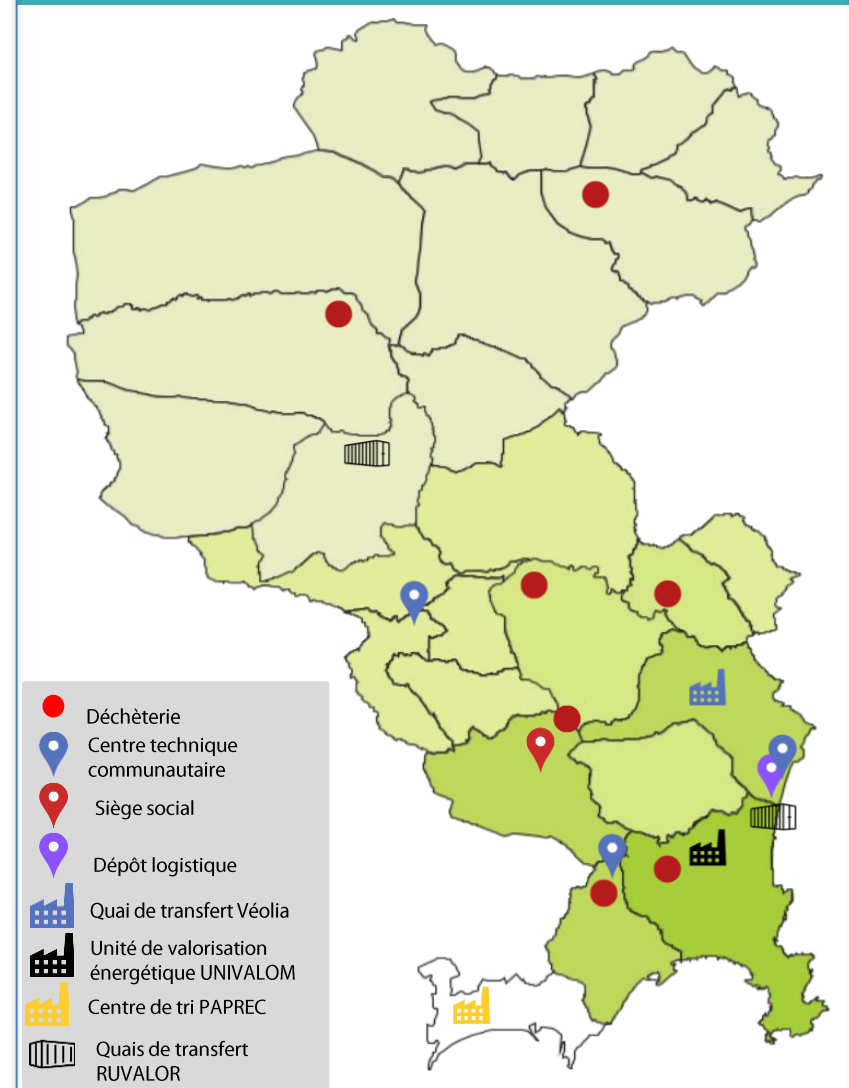 Déchèterie
Centre technique
communautaire
Siège social
Dépôt logistique
Quai de transfert Véolia
Unité de valorisation
énergétique UNIVALOM
Centre de tri PAPREC
Quais de transfert
RUVALOR